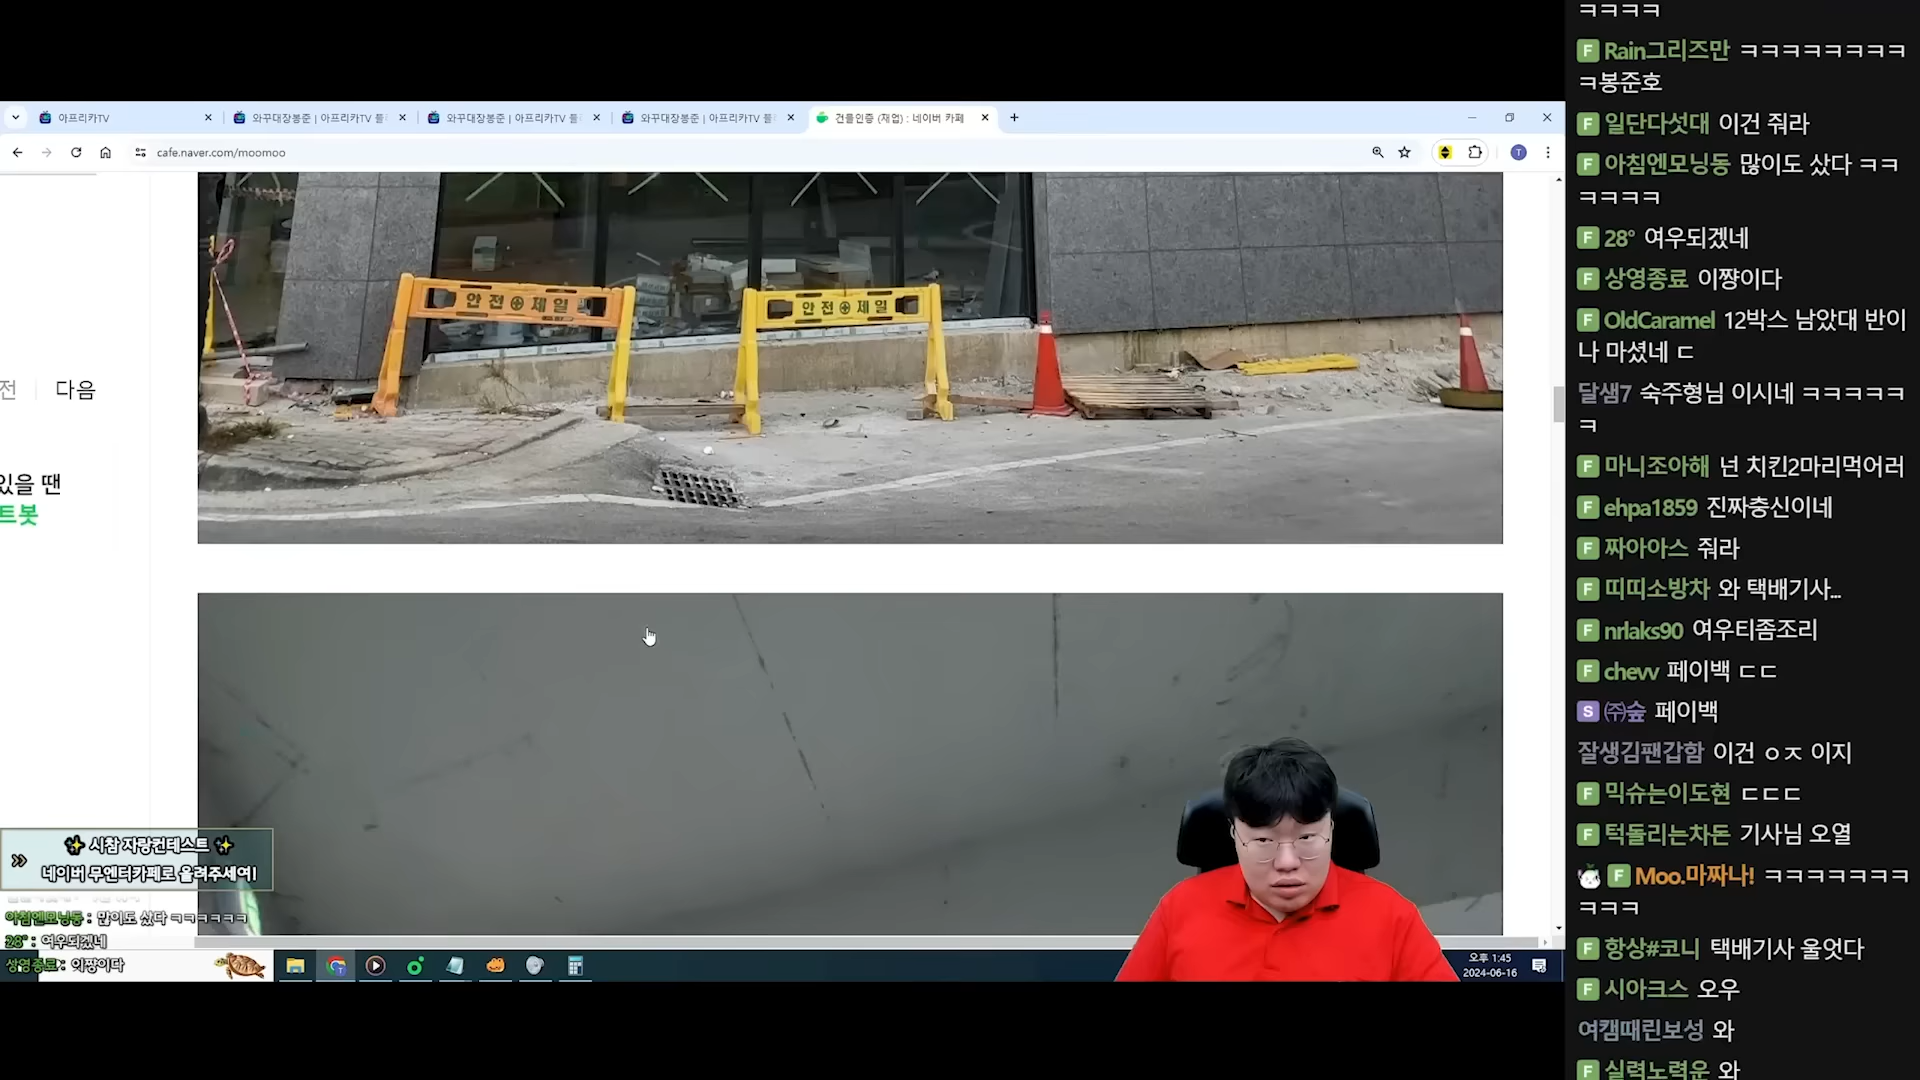 아프리카TV
와꾸대장봉준 | 아프리카TV 플
와꾸대장봉준 | 아프리카TV 플
와꾸대장봉준 | 아프리카TV 플
건물인증 (재업) : 네이버 카페
cafe.naver.com/moomoo
T
안전 제일
안전 제일
전 | 다음
있을 땐
트봇
✨ 시참 자랑컨테스트 ✨
네이버 무엔터카페로 올려주세여!
아침엔모닝동 : 많이도 샀다 ㅋㅋㅋㅋㅋㅋ
28° : 여우되겠네
상영종료 : 이쨩이다
오후 1:45
2024-06-16
ㅋㅋㅋㅋ
F Rain그리즈만 ㅋㅋㅋㅋㅋㅋㅋㅋ
ㅋ봉준호
F 일단다섯대 이건 줘라
F 아침엔모닝동 많이도 샀다 ㅋㅋ
ㅋㅋㅋㅋ
F 28° 여우되겠네
F 상영종료 이쨩이다
F OldCaramel 12박스 남았대 반이
나 마셨네 ㄷ
달샘7 숙주형님 이시네 ㅋㅋㅋㅋㅋ
ㅋ
F 마니조아해 넌 치킨2마리먹어러
F ehpa1859 진짜충신이네
F 짜아아스 줘라
F 띠띠소방차 와 택배기사...
F nrlaks90 여우티좀조리
F chevv 페이백 ㄷㄷ
S ㈜숲 페이백
잘생김팬갑함 이건 ㅇㅈ 이지
F 믹슈는이도현 ㄷㄷㄷ
F 턱돌리는차돈 기사님 오열
F Moo.마짜나! ㅋㅋㅋㅋㅋㅋㅋ
ㅋㅋㅋ
F 항상#코니 택배기사 울엇다
F 시아크스 오우
여캠때린보성 와
F 실력노력운 와